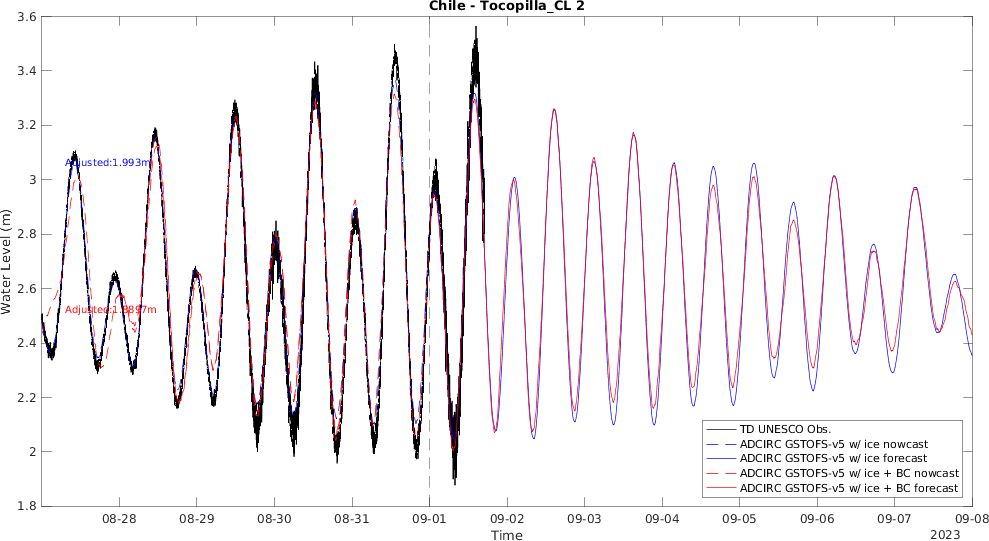 Chile - Tocopilla_CL 2
3.6
3.4
3.2
3
2.8
2.6
2.4
2.2
2
1.8
Water Level (m)
Adjusted:1.993m
TD UNESCO Obs.
ADCIRC GSTOFS-v5 w/ ice nowcast
ADCIRC GSTOFS-v5 w/ ice forecast
ADCIRC GSTOFS-v5 w/ ice + BC nowcast
ADCIRC GSTOFS-v5 w/ ice + BC forecast
08-28 08-29 08-30 08-31 09-01 09-02 09-03 09-04 09-05 09-06 09-07 09-08
Time
2023